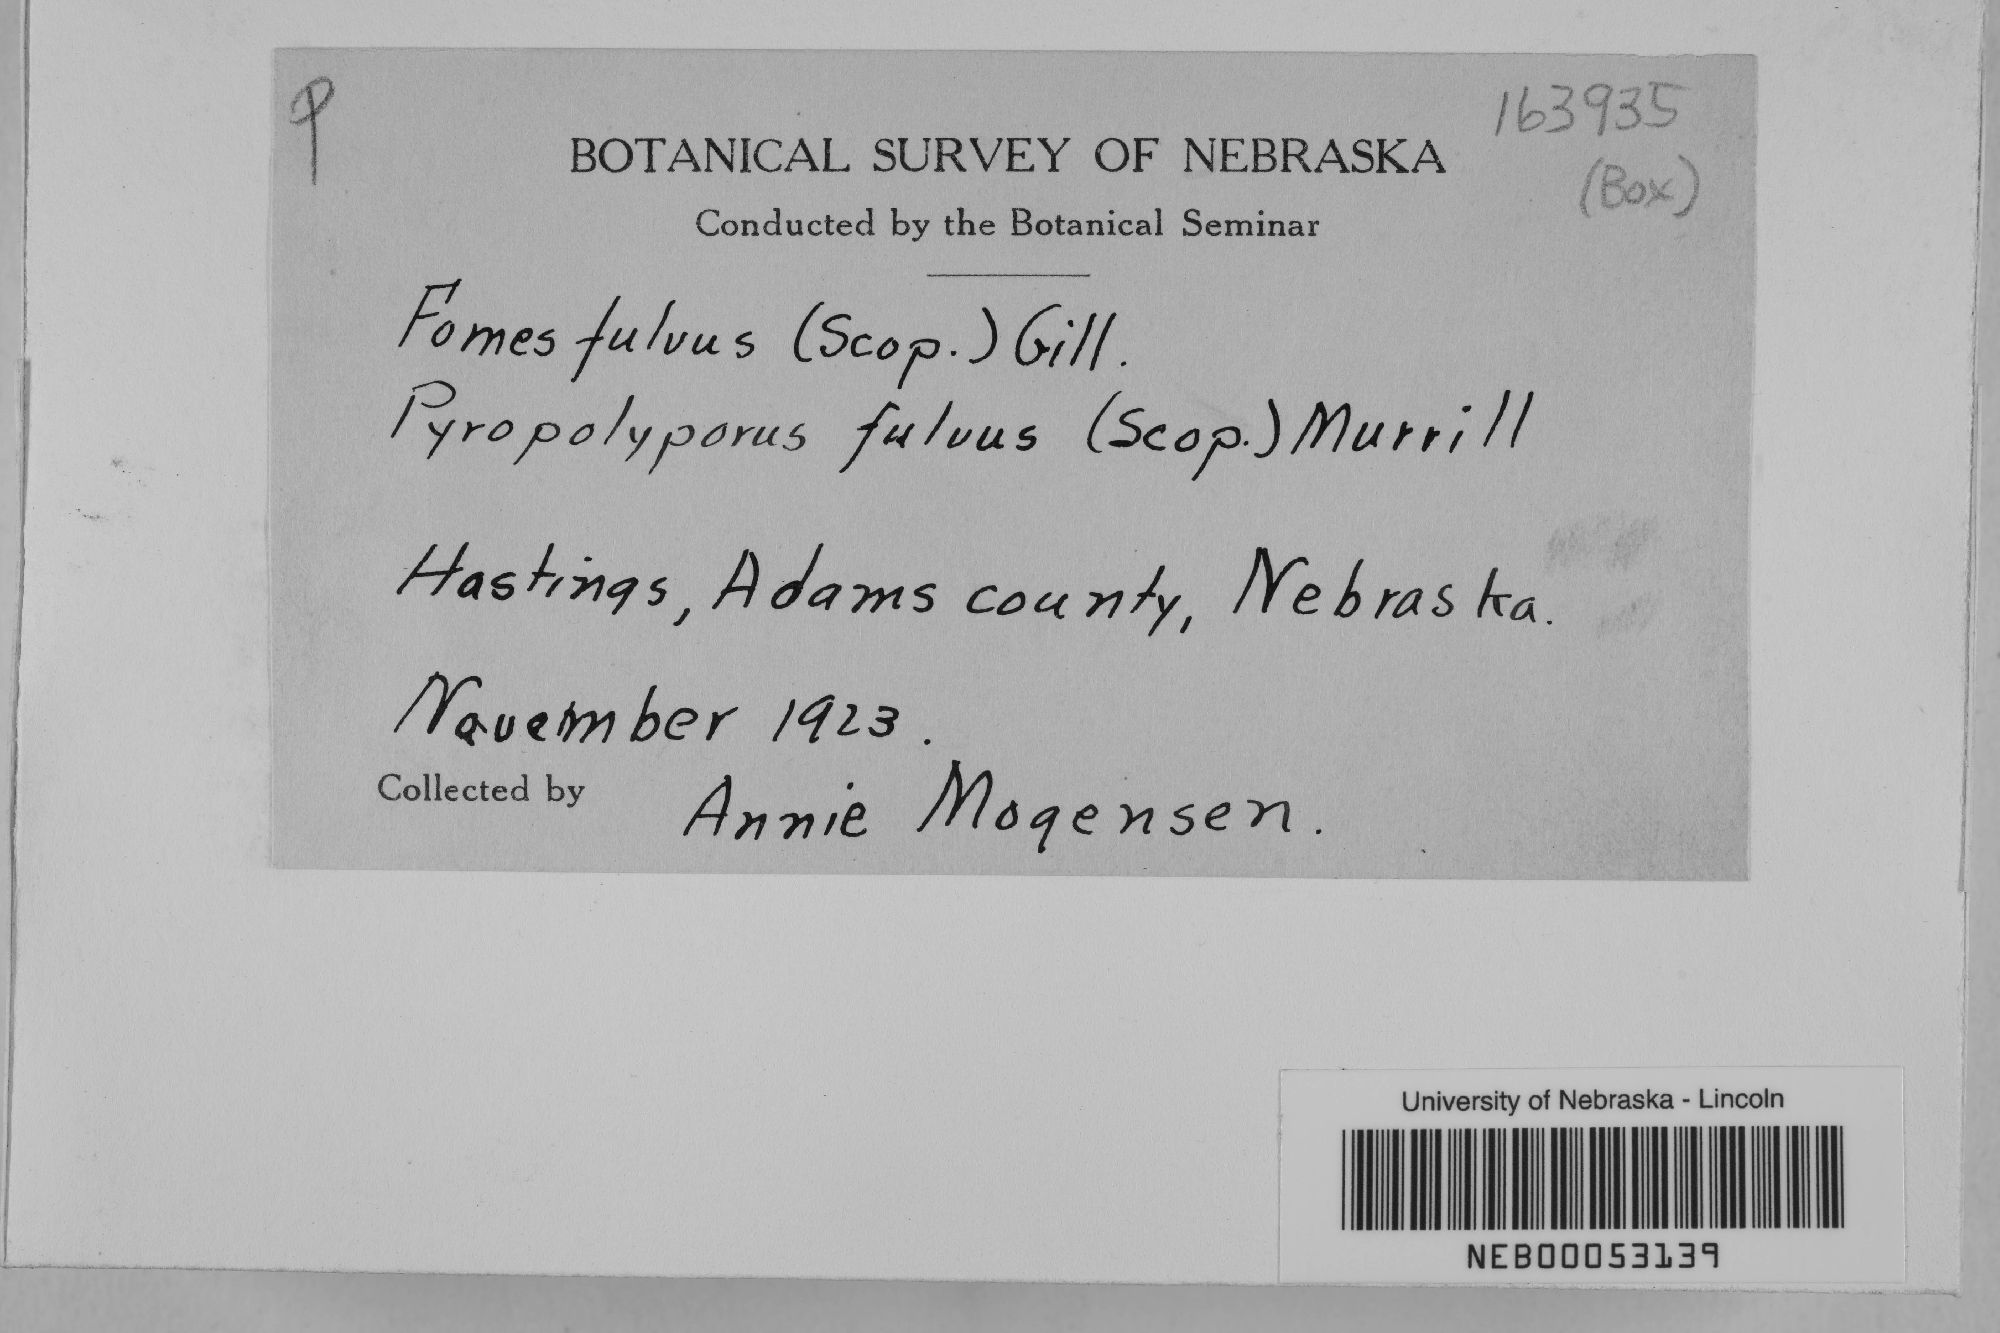 163935
(Box)
BOTANICAL SURVEY OF NEBRASKA
Conducted by the Botanical Seminar
Fomes fulvus (Scop.) Gill.
Pyropolyporus fulvus (Scop.) Murrill
Hastings, Adams county, Nebraska.
November 1923.
Collected by Annie Mogensen.
University of Nebraska - Lincoln
NEB00053139